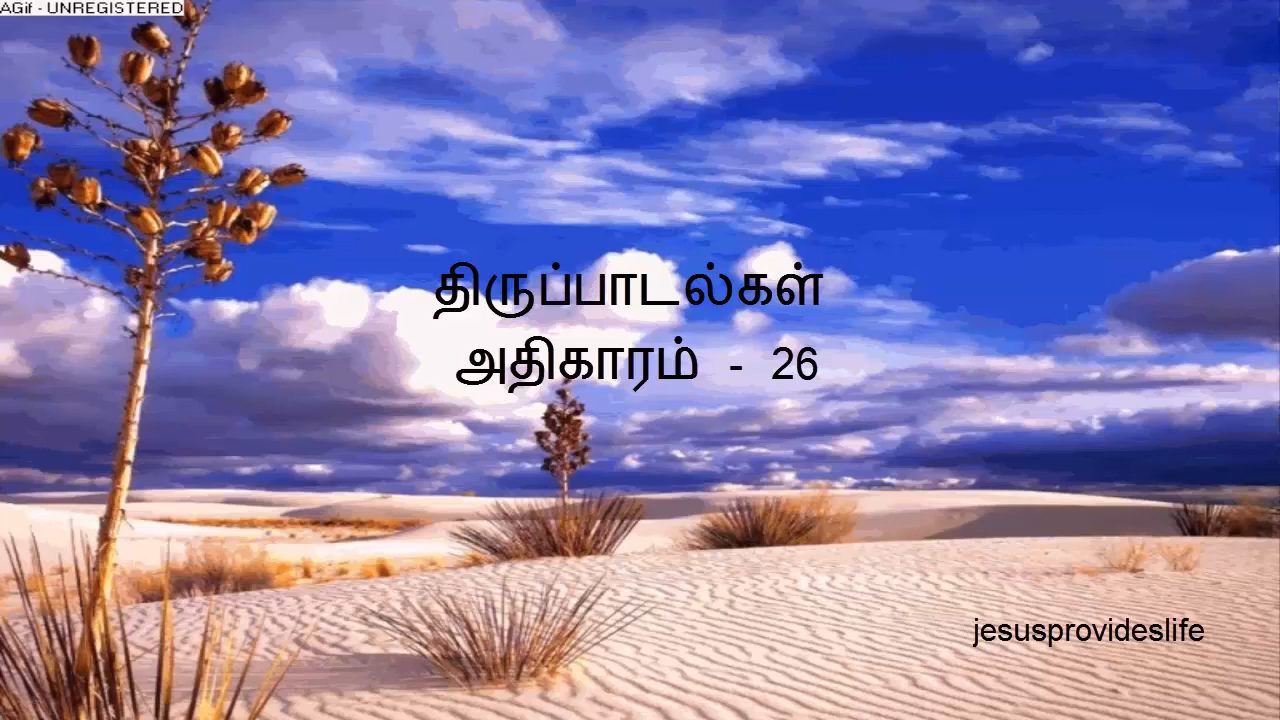 AGif - UNREGISTERED
திருப்பாடல்கள்
அதிகாரம் - 26
jesusprovideslife